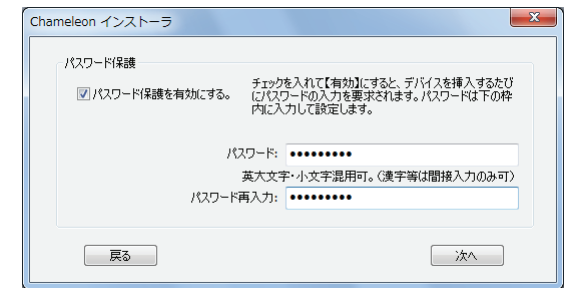 Chameleon インストーラ
パスワード保護
パスワード保護を有効にする。
チェックを入れて【有効】にすると、デバイスを挿入するたび
にパスワードの入力を要求されます。パスワードは下の枠
内に入力して設定します。
パスワード: ●●●●●●●●●
英大文字・小文字混用可。（漢字等は間接入力のみ可）
パスワード再入力: ●●●●●●●●●
戻る
次へ